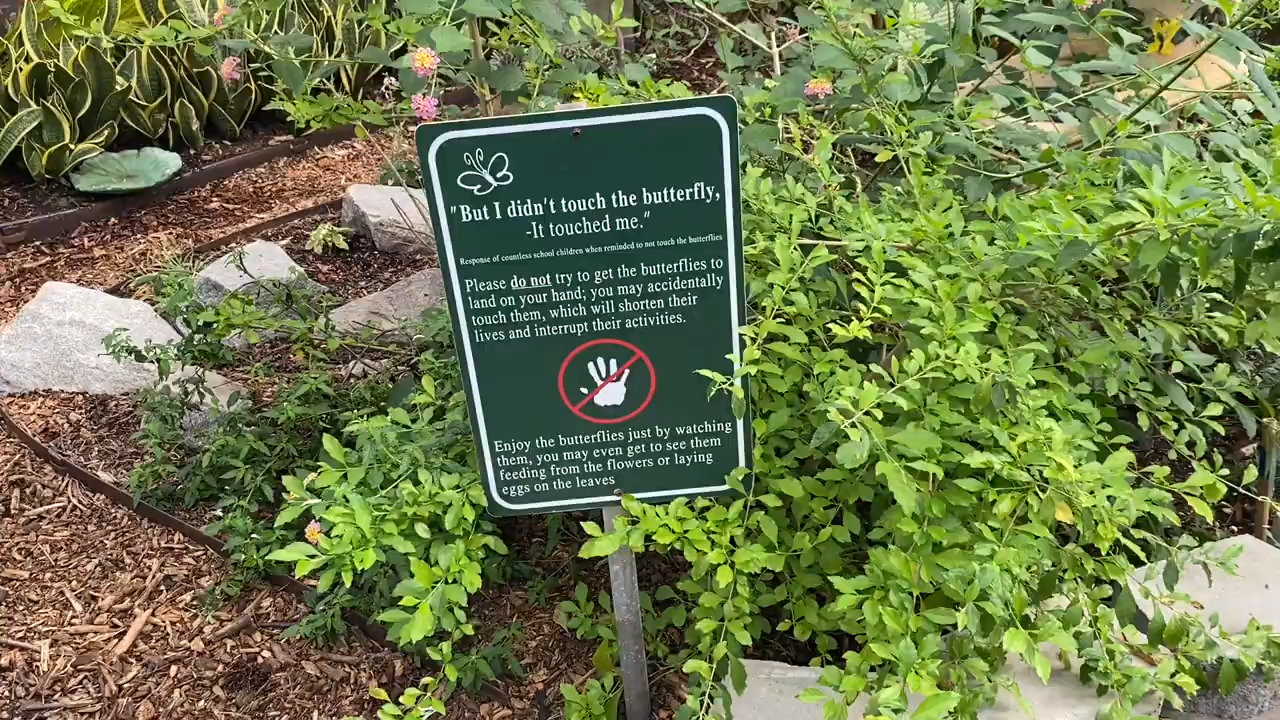 "But I didn't touch the butterfly,
-It touched me."
Response of countless school children when reminded to not touch the butterflies
Please do not try to get the butterflies to
land on your hand; you may accidentally
touch them, which will shorten their
lives and interrupt their activities.
Enjoy the butterflies just by watching
them, you may even get to see them
feeding from the flowers or laying
eggs on the leaves